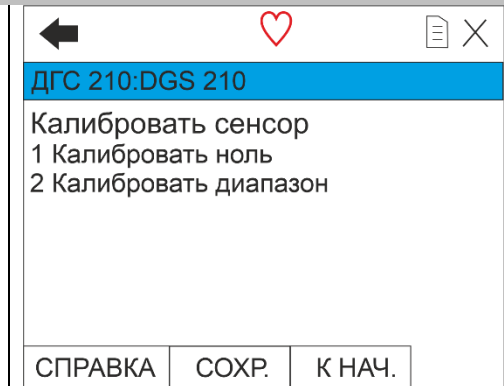 ДГС 210:DGS 210
Калибровать сенсор
1 Калибровать ноль
2 Калибровать диапазон
СПРАВКА СОХР. К НАЧ.